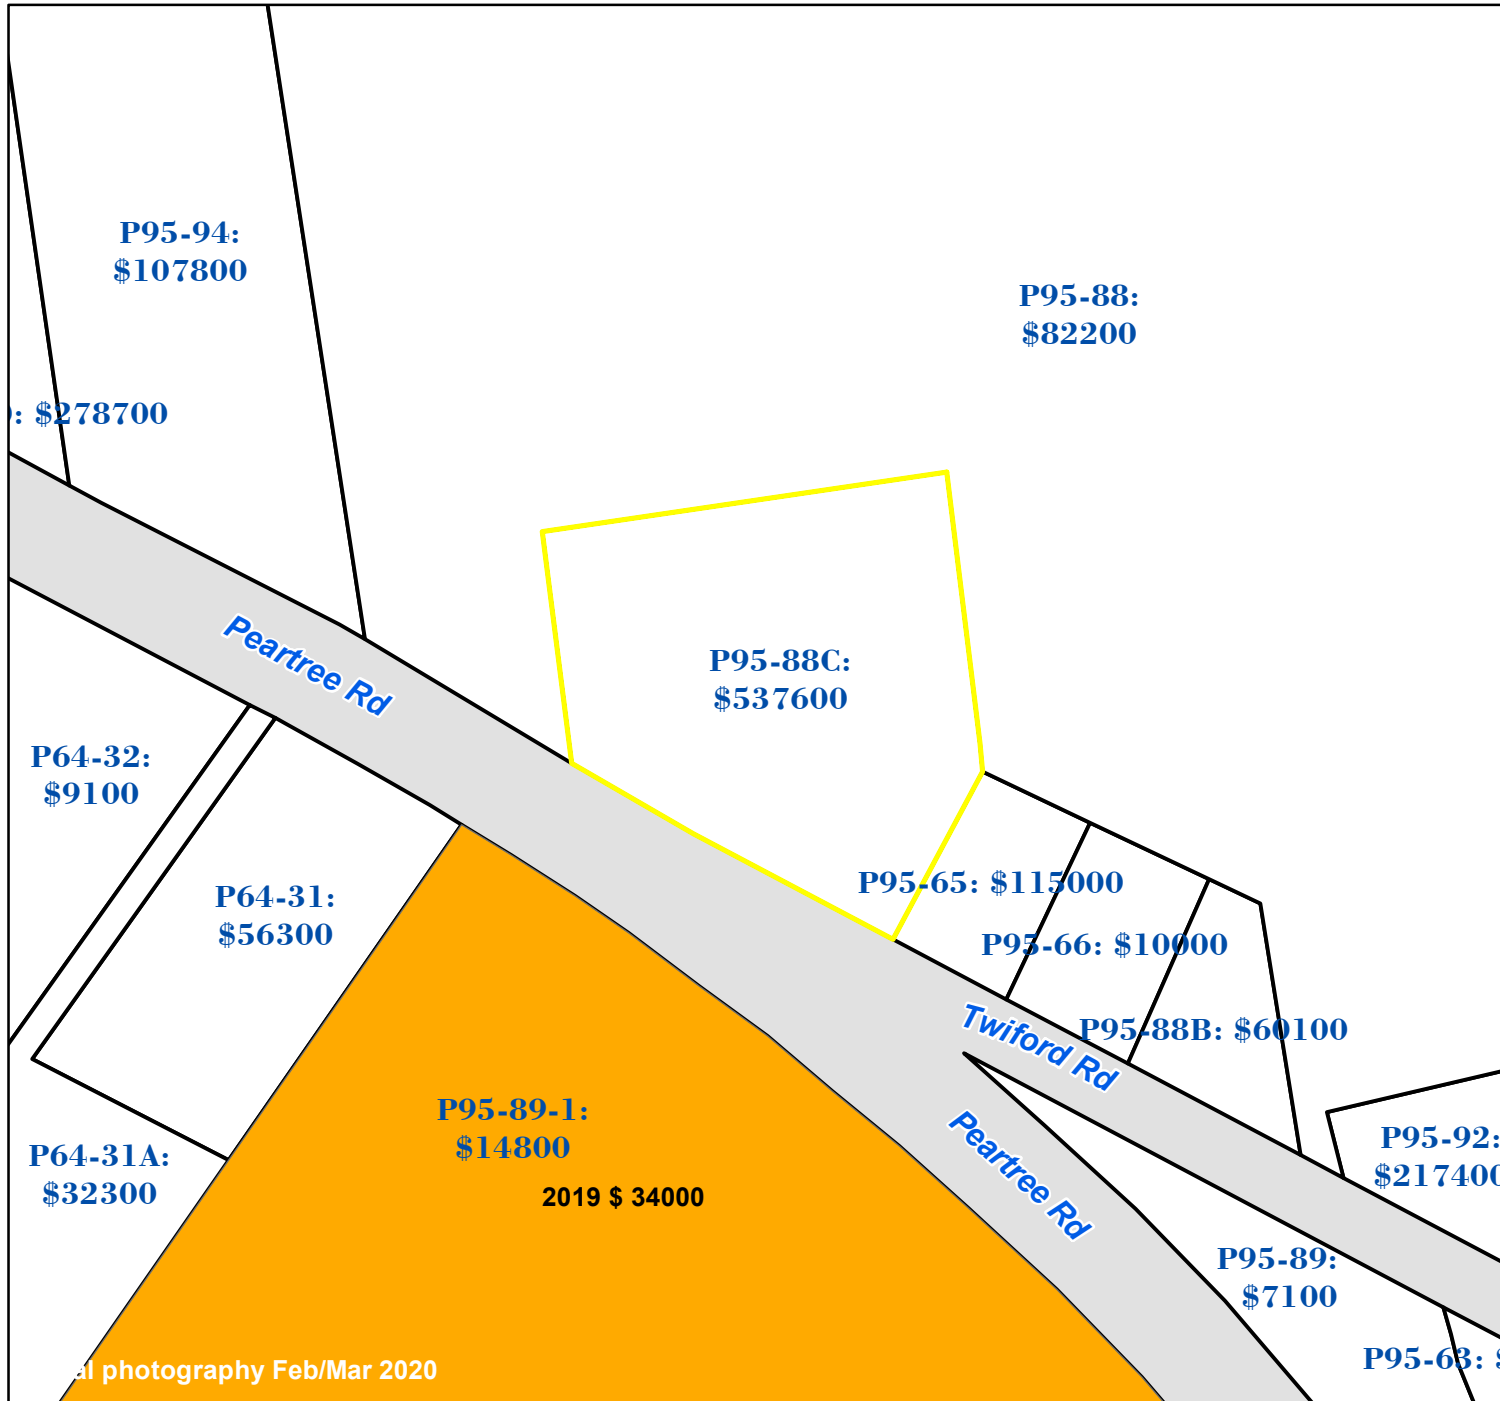 P95-94:
$107800
P95-88:
$82200
: $278700
Peartree Rd
P95-88C:
$537600
P64-32:
$9100
P64-31:
$56300
P95-65: $115000
P95-66: $10000
Twiford Rd
P95-88B: $60100
P95-89-1:
$14800
2019 $ 34000
Peartree Rd
P64-31A:
$32300
P95-92:
$217400
P95-89:
$7100
P95-63: $
al photography Feb/Mar 2020